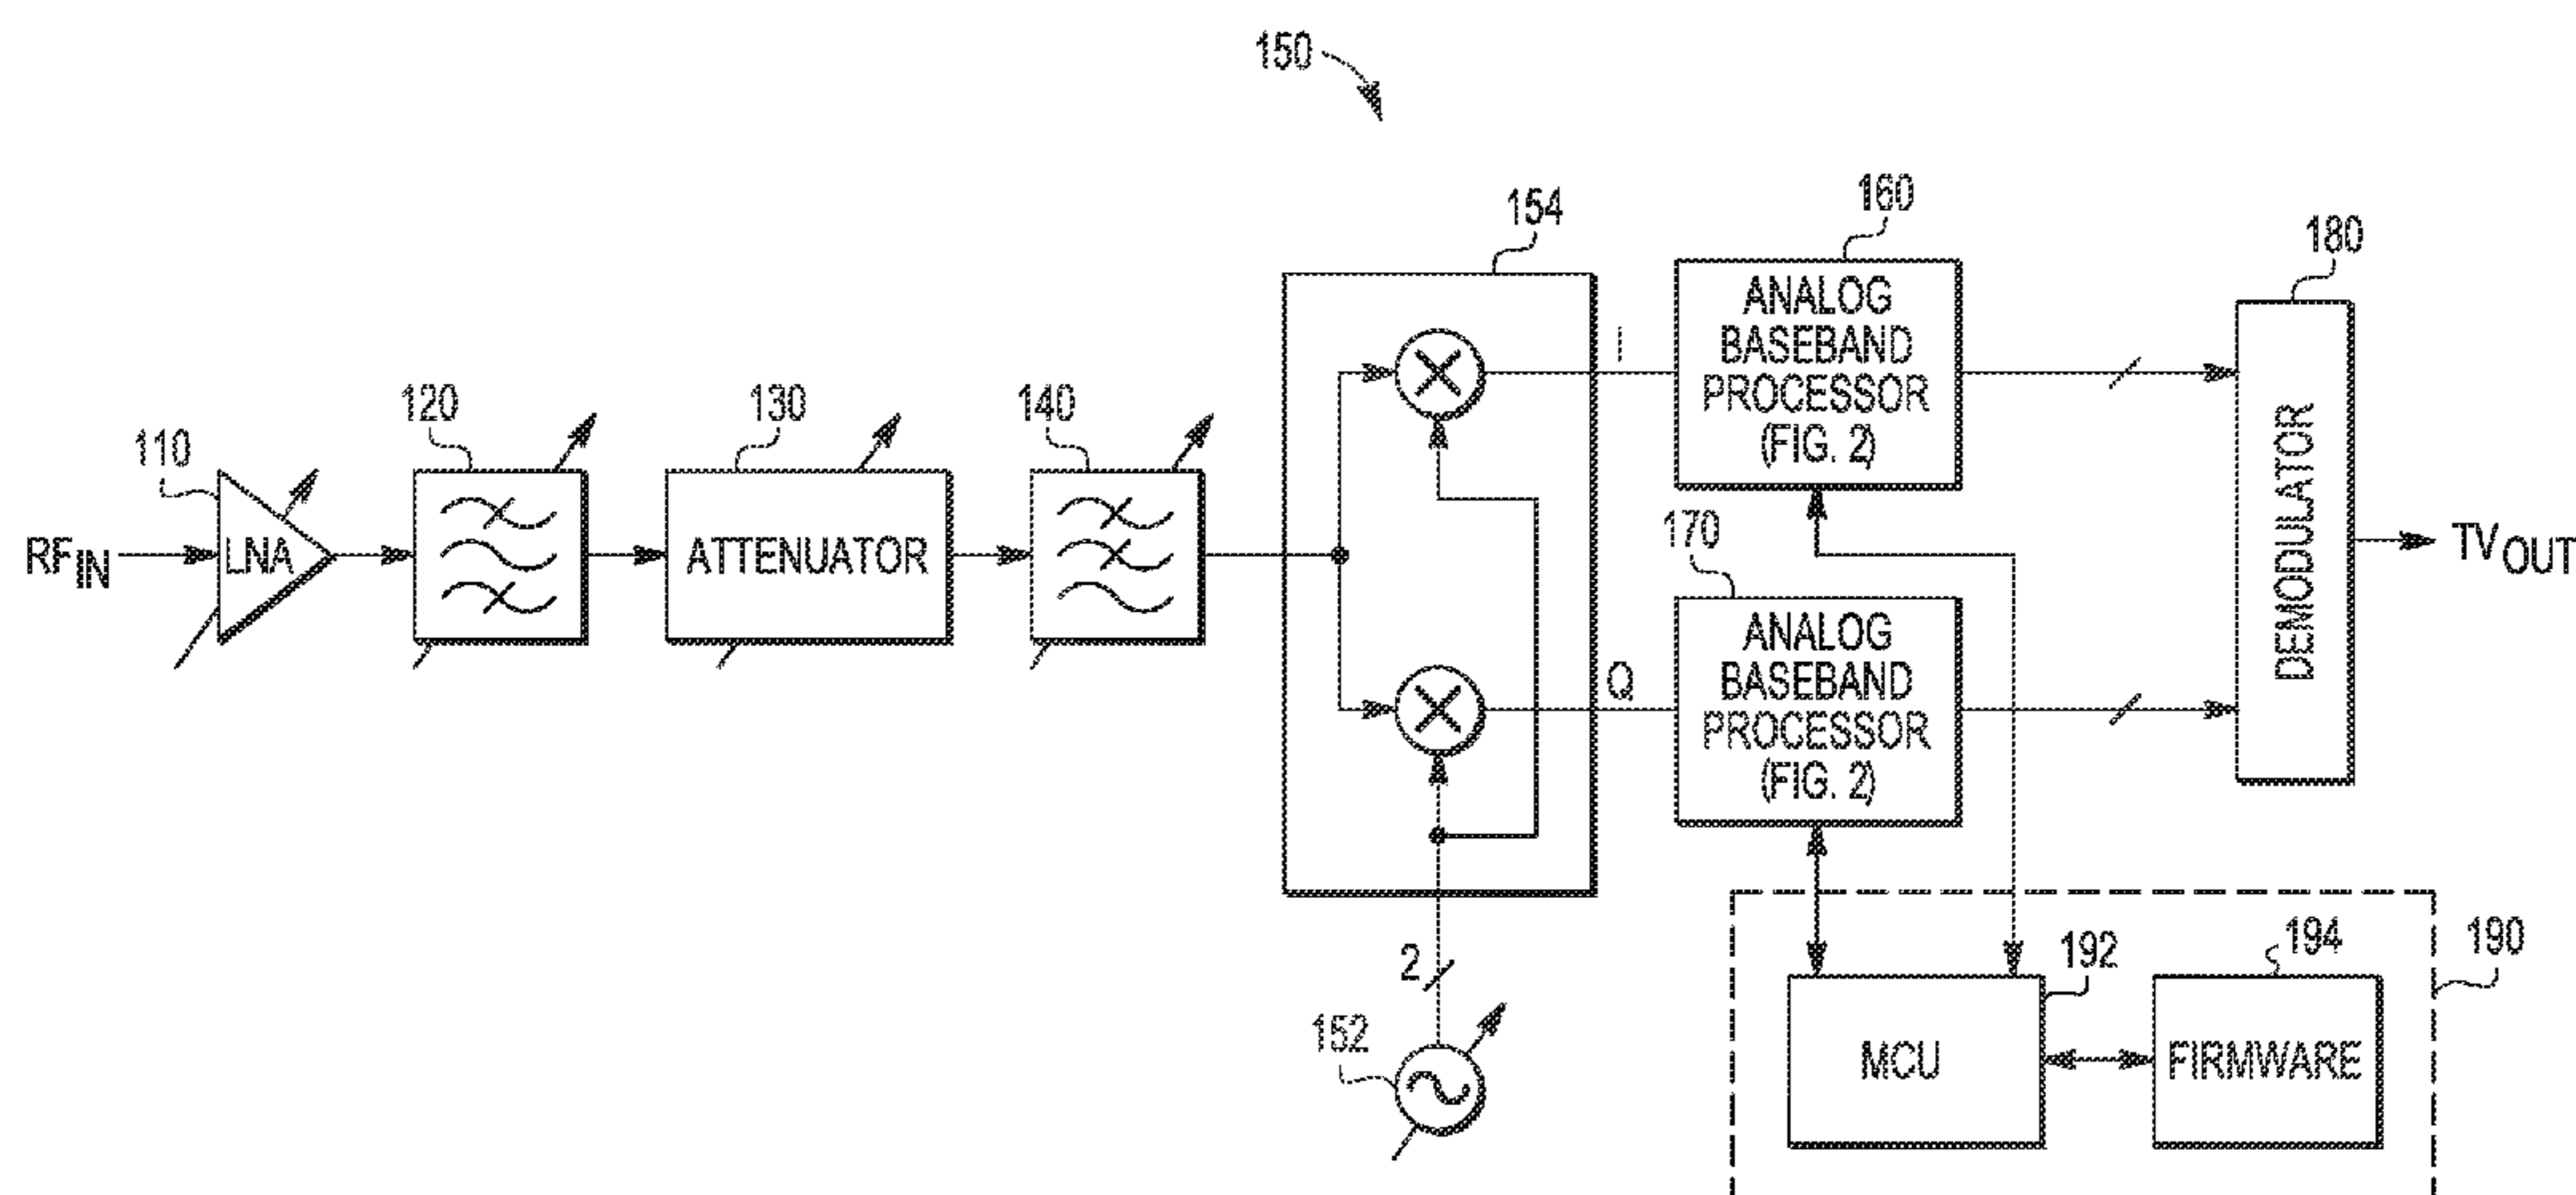 150
154
160
180
ANALOG
BASEBAND
PROCESSOR
(FIG. 2)
I
110
120
130
140
RFIN
LNA
ATTENUATOR
170
ANALOG
BASEBAND
PROCESSOR
(FIG. 2)
Q
DEMODULATOR
TVOUT
2
152
190
192
194
MCU
FIRMWARE